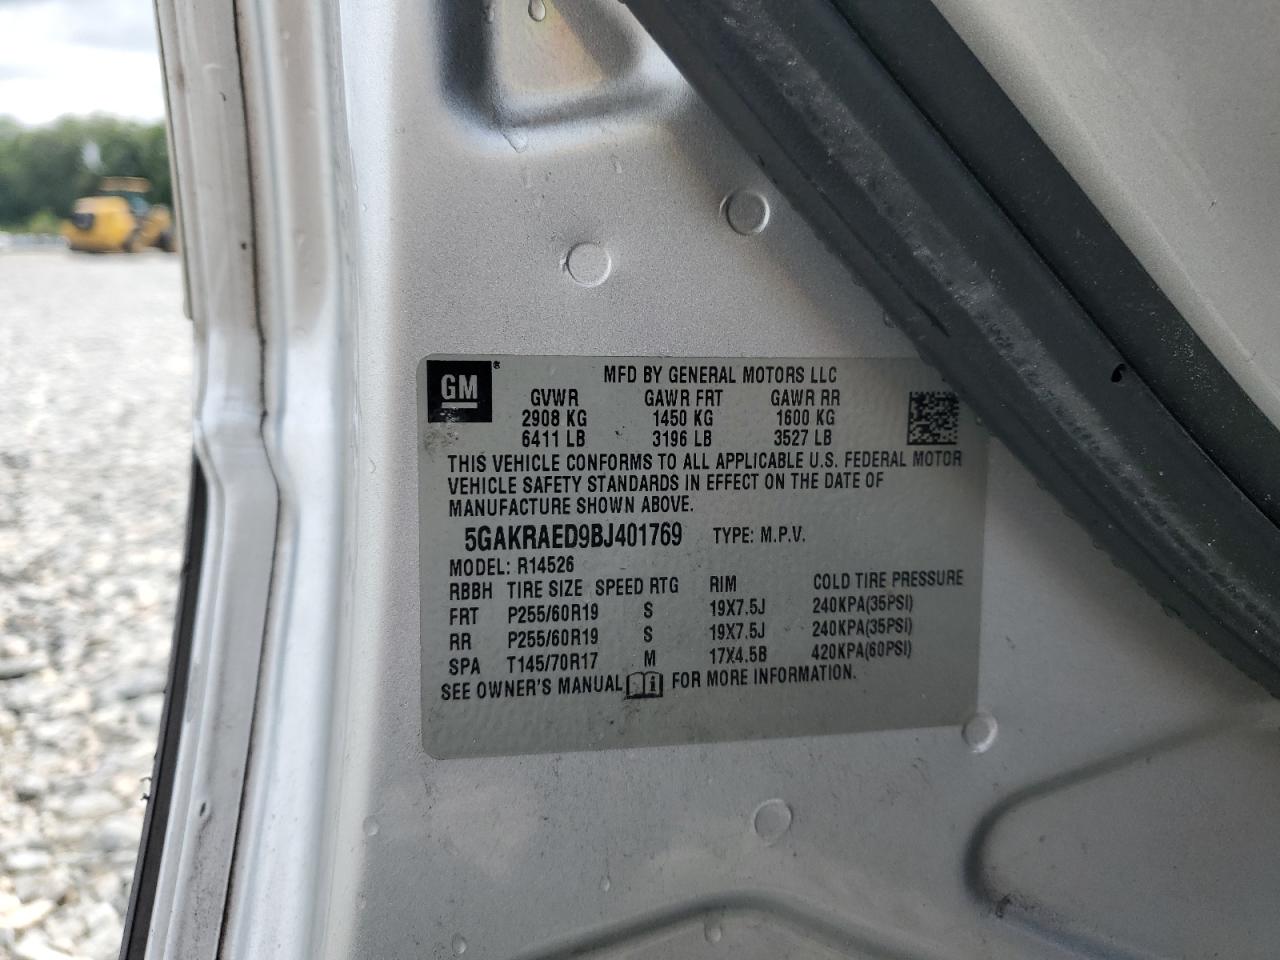 GM®
MFD BY GENERAL MOTORS LLC
GVWR GAWR FRT GAWR RR
2908 KG 1450 KG 1600 KG
6411 LB 3196 LB 3527 LB
THIS VEHICLE CONFORMS TO ALL APPLICABLE U.S. FEDERAL MOTOR
VEHICLE SAFETY STANDARDS IN EFFECT ON THE DATE OF
MANUFACTURE SHOWN ABOVE.
5GAKRAED9BJ401769 TYPE: M.P.V.
MODEL: R14526
RBBH TIRE SIZE SPEED RTG RIM COLD TIRE PRESSURE
FRT P255/60R19 S 19X7.5J 240KPA(35PSI)
RR P255/60R19 S 19X7.5J 240KPA(35PSI)
SPA T145/70R17 M 17X4.5B 420KPA(60PSI)
SEE OWNER'S MANUAL FOR MORE INFORMATION.